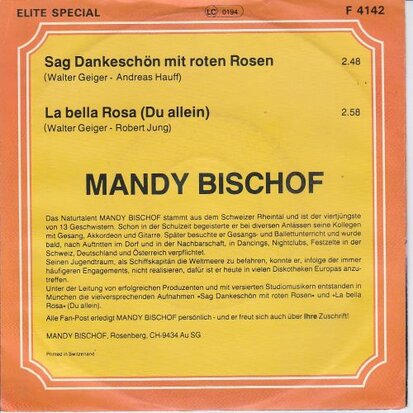 ELITE SPECIAL
LC 0194
F 4142
Sag Dankeschön mit roten Rosen 2.48
(Walter Geiger - Andreas Hauff)
La bella Rosa (Du allein) 2.58
(Walter Geiger - Robert Jung)
MANDY BISCHOF
Das Naturtalent MANDY BISCHOF stammt aus dem Schweizer Rheintal und ist der viertjüngste
von 13 Geschwistern. Schon in der Schulzeit begeisterte er bei diversen Anlässen seine Kollegen
mit Gesang, Akkordeon und Gitarre. Später besuchte er Gesangs- und Ballettunterricht und wurde
bald, nach Auftritten im Dorf und in der Nachbarschaft, in Dancings, Nightclubs, Festzelte in der
Schweiz, Deutschland und Österreich verpflichtet.
Seinen Jugendtraum, als Schiffskapitän die Weltmeere zu befahren, konnte er, infolge der immer
häufigeren Engagements, nicht realisieren, dafür ist er heute in vielen Diskotheken Europas anzu-
treffen.
Unter der Leitung von erfolgreichen Produzenten und mit versierten Studiomusikern entstanden in
München die vielversprechenden Aufnahmen «Sag Dankeschön mit roten Rosen» und «La bella
Rosa» (Du allein).
Alle Fan-Post erledigt MANDY BISCHOF persönlich - und er freut sich auch über Ihre Zuschrift!
MANDY BISCHOF, Rosenberg, CH-9434 Au SG
Printed in Switzerland